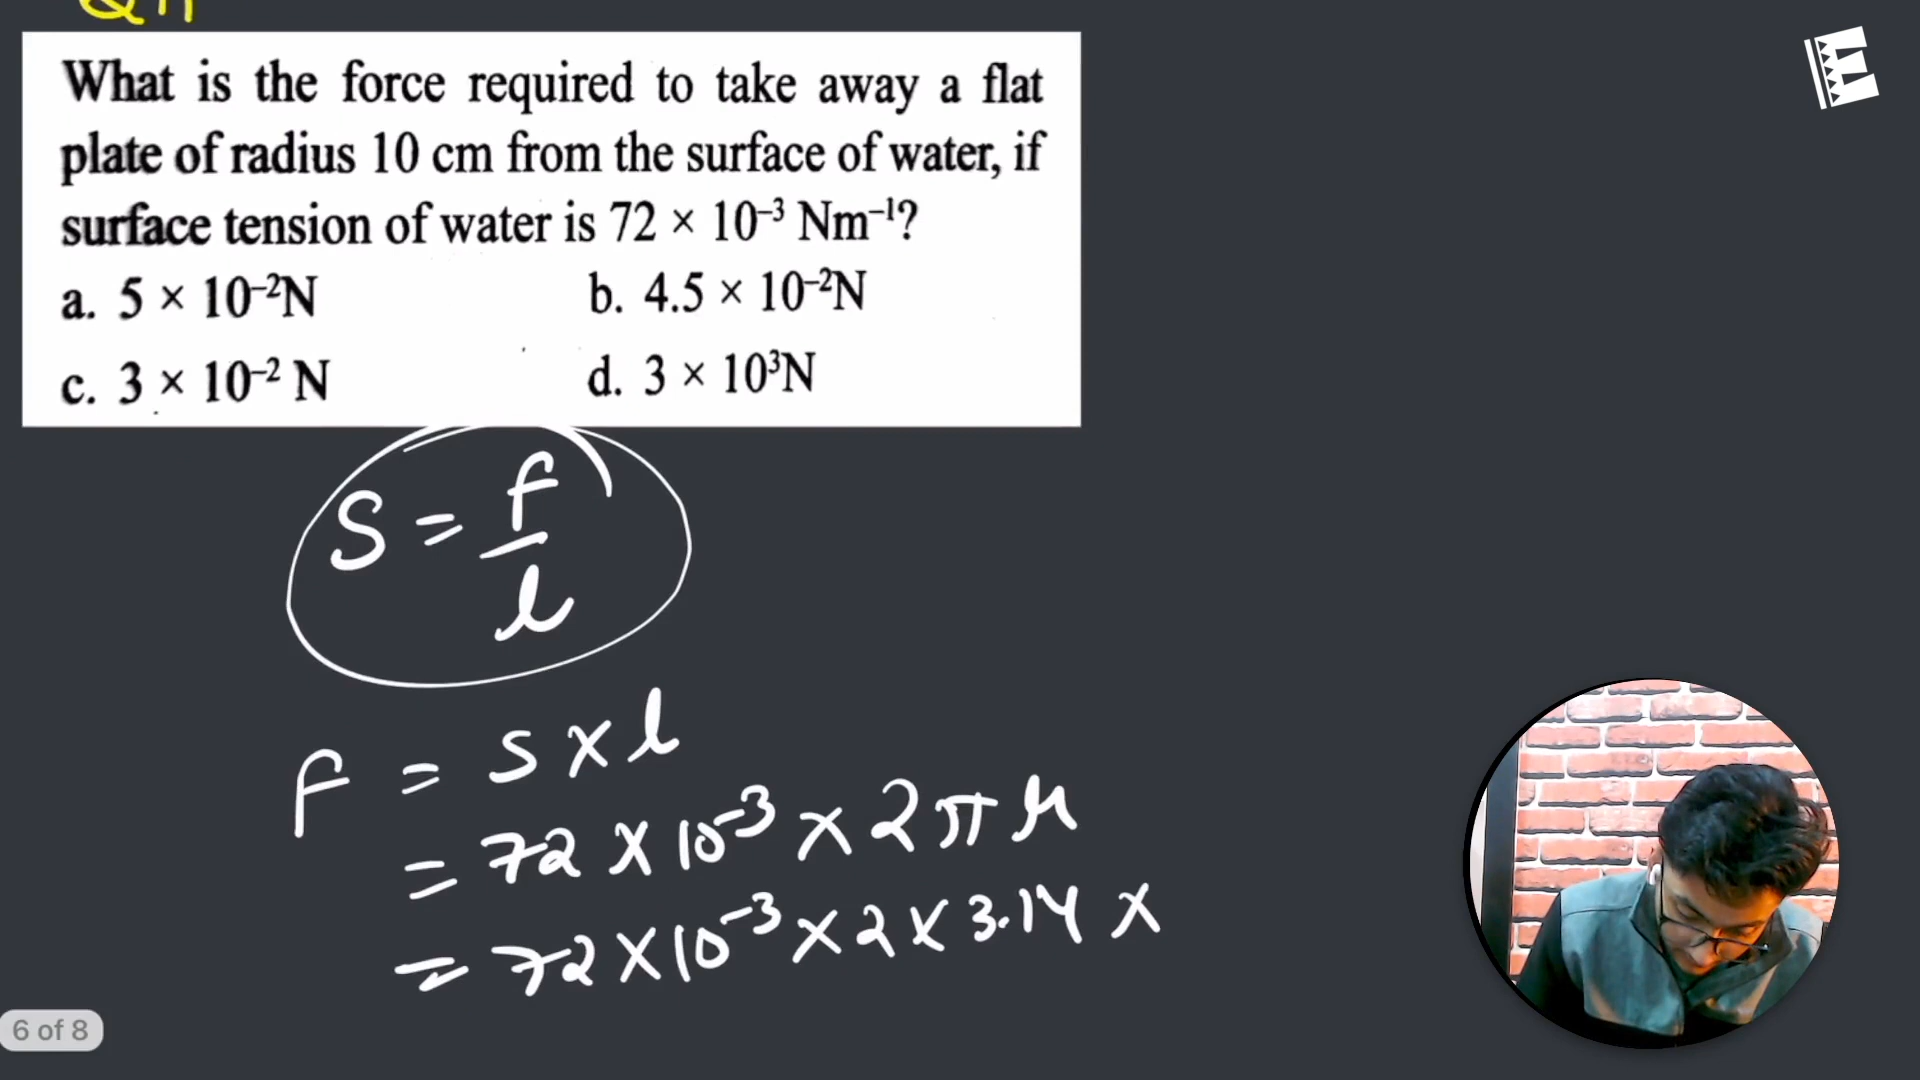 What is the force required to take away a flat
plate of radius 10 cm from the surface of water, if
surface tension of water is 72 × 10⁻³ Nm⁻¹?
a. 5 × 10⁻²N b. 4.5 × 10⁻²N
c. 3 × 10⁻² N d. 3 × 10³N
S = f/l
F = S × l
= 72 × 10⁻³ × 2πr
= 72 × 10⁻³ × 2 × 3.14 ×
6 of 8